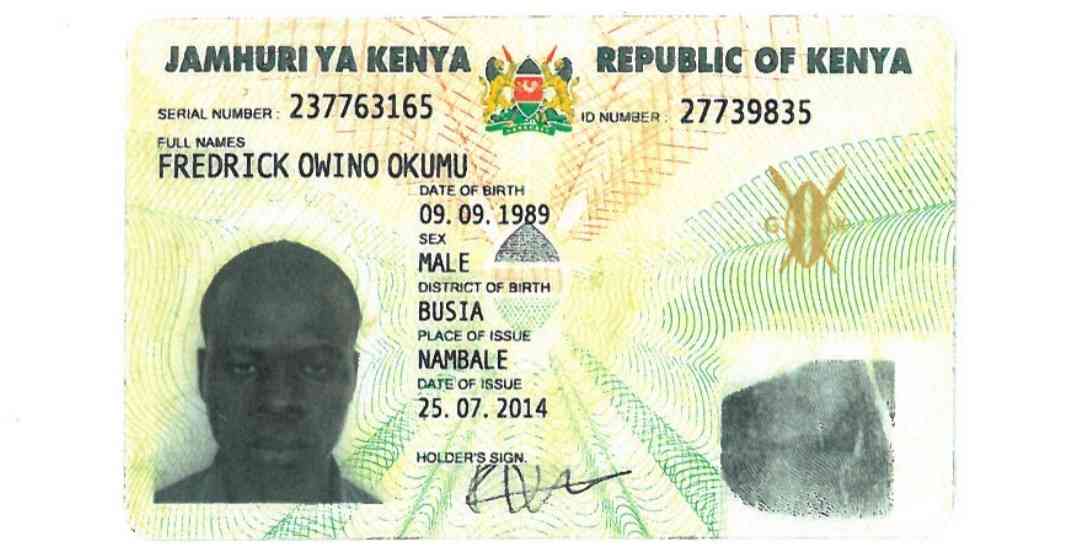 JAMHURI YA KENYA REPUBLIC OF KENYA
SERIAL NUMBER: 237763165 ID NUMBER: 27739835
FULL NAMES
FREDRICK OWINO OKUMU
DATE OF BIRTH
09. 09. 1989
SEX
MALE
DISTRICT OF BIRTH
BUSIA
PLACE OF ISSUE
NAMBALE
DATE OF ISSUE
25. 07. 2014
HOLDER'S SIGN.